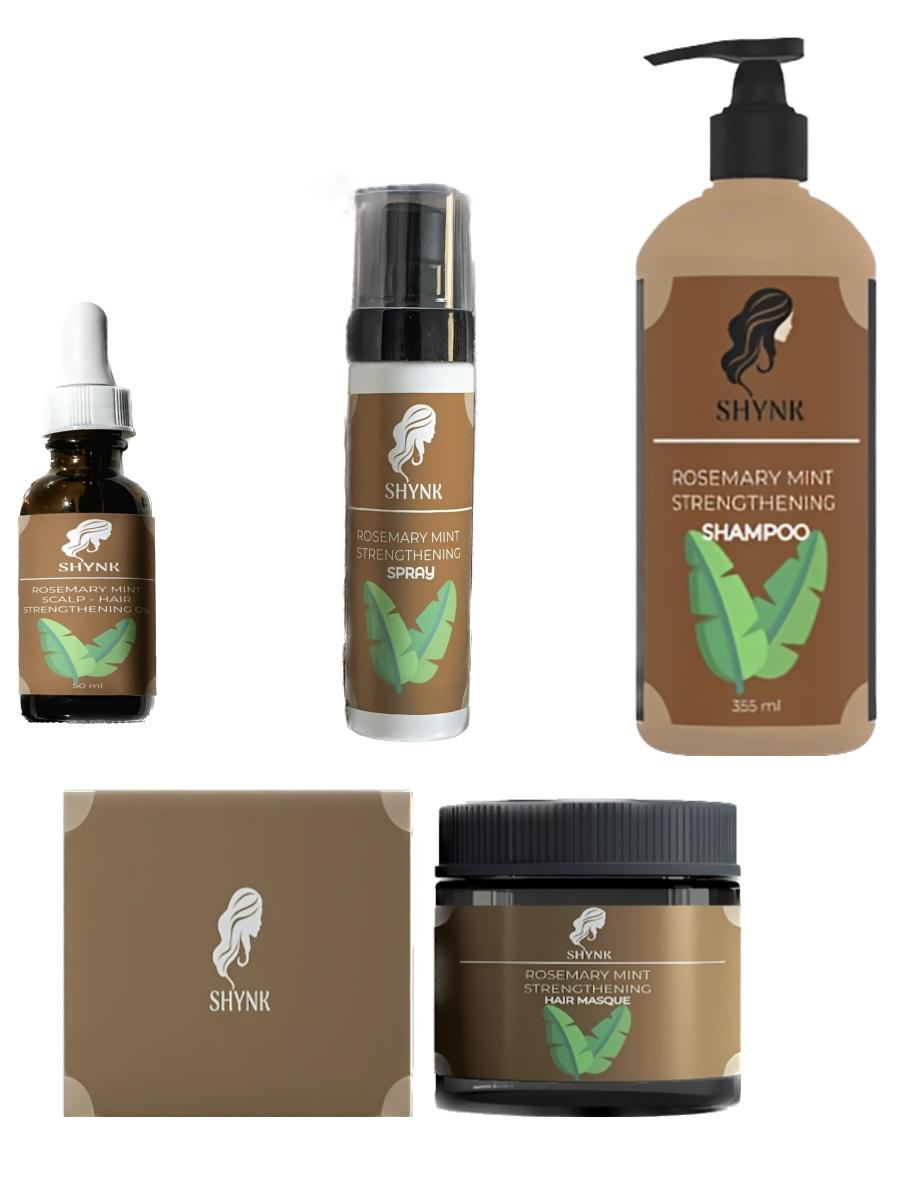 SHYNK
ROSEMARY MINT
SCALP - HAIR
STRENGTHENING OIL
50 ml
SHYNK
ROSEMARY MINT
STRENGTHENING
SPRAY
SHYNK
ROSEMARY MINT
STRENGTHENING
SHAMPOO
355 ml
SHYNK
SHYNK
ROSEMARY MINT
STRENGTHENING
HAIR MASQUE